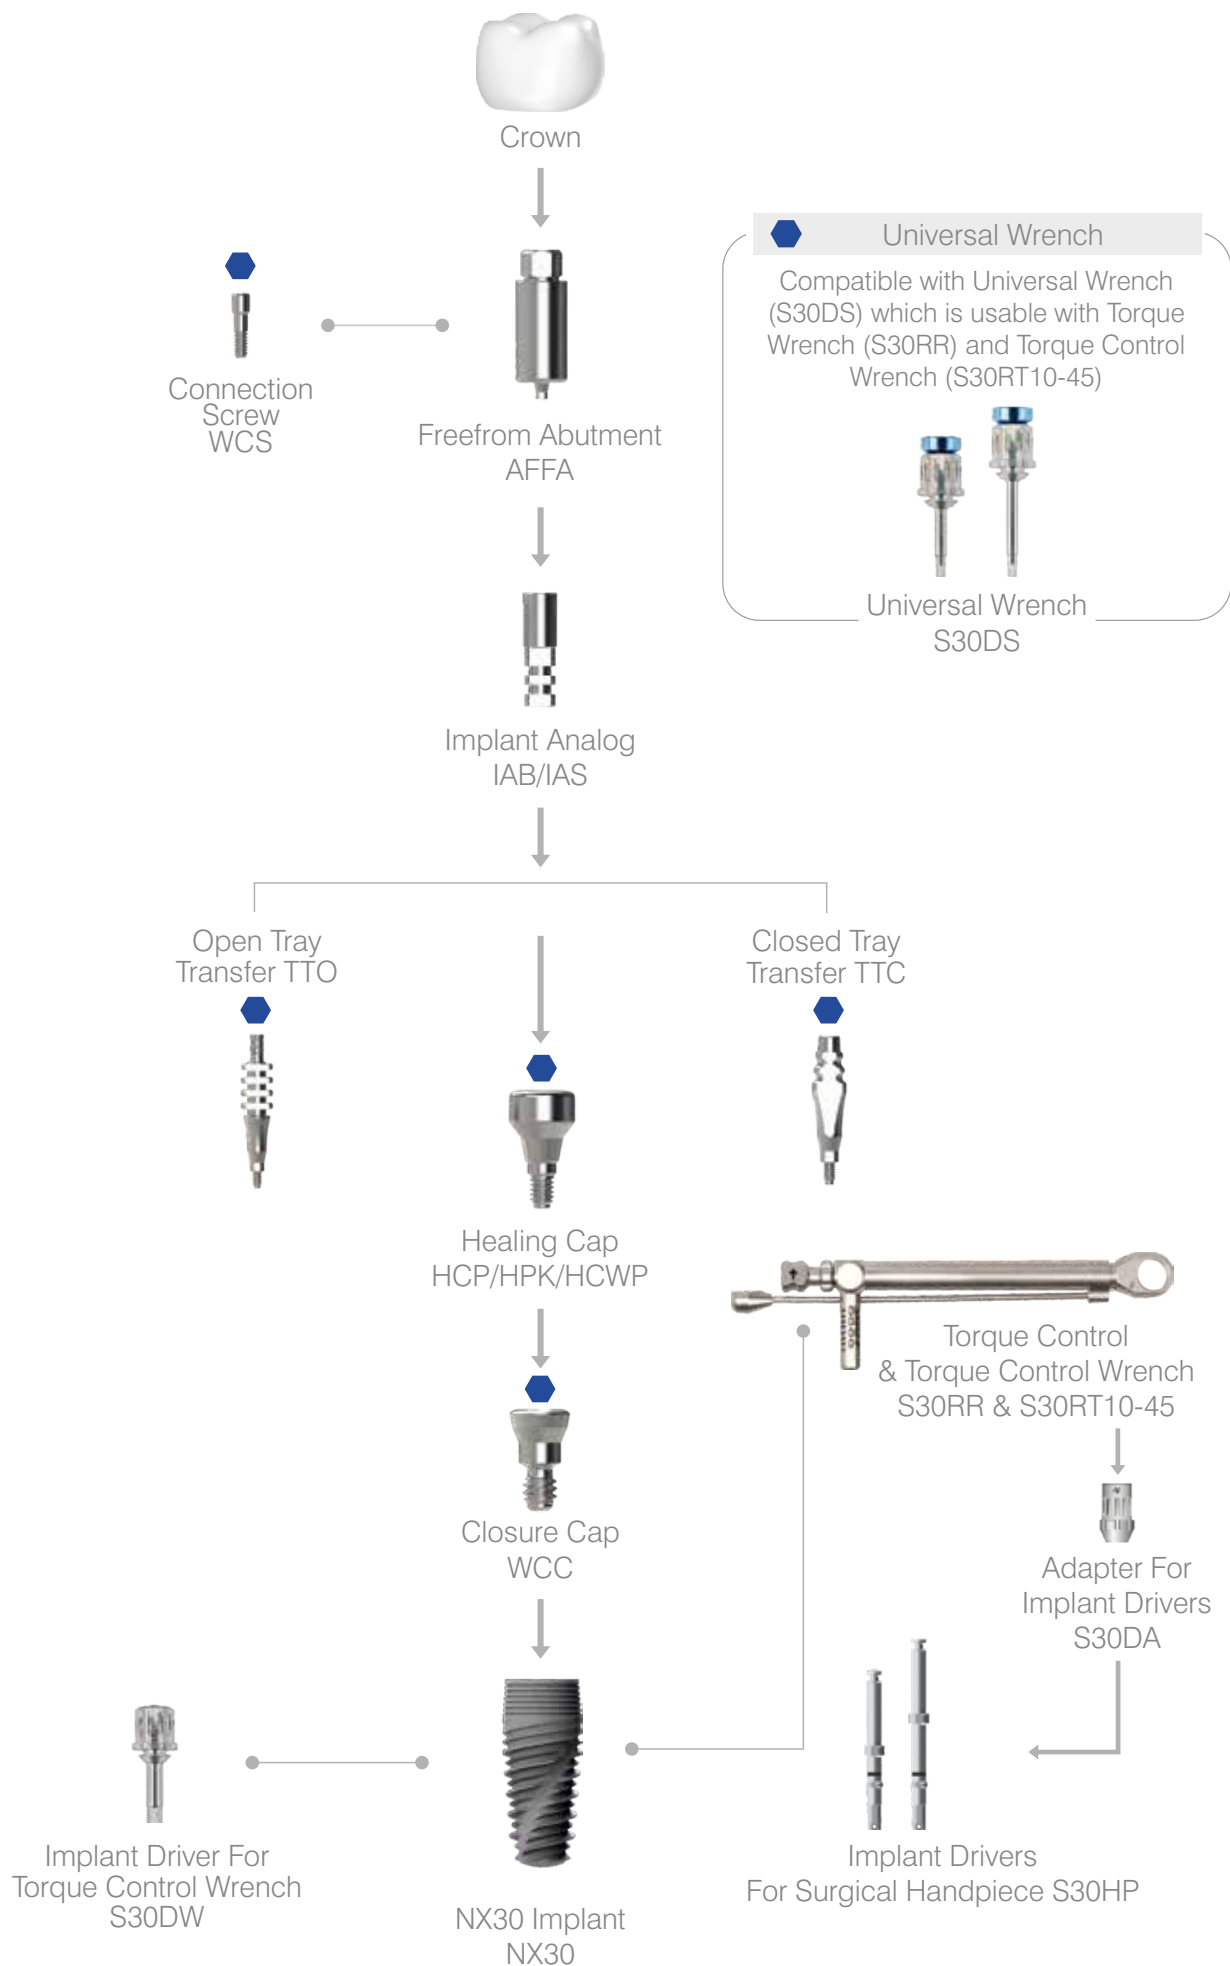 Crown
Universal Wrench
Compatible with Universal Wrench
(S30DS) which is usable with Torque
Wrench (S30RR) and Torque Control
Wrench (S30RT10-45)
Connection
Screw
WCS
Freefrom Abutment
AFFA
Universal Wrench
S30DS
Implant Analog
IAB/IAS
Open Tray
Transfer TTO
Closed Tray
Transfer TTC
Healing Cap
HCP/HPK/HCWP
Torque Control
& Torque Control Wrench
S30RR & S30RT10-45
Closure Cap
WCC
Adapter For
Implant Drivers
S30DA
Implant Driver For
Torque Control Wrench
S30DW
Implant Drivers
For Surgical Handpiece S30HP
NX30 Implant
NX30